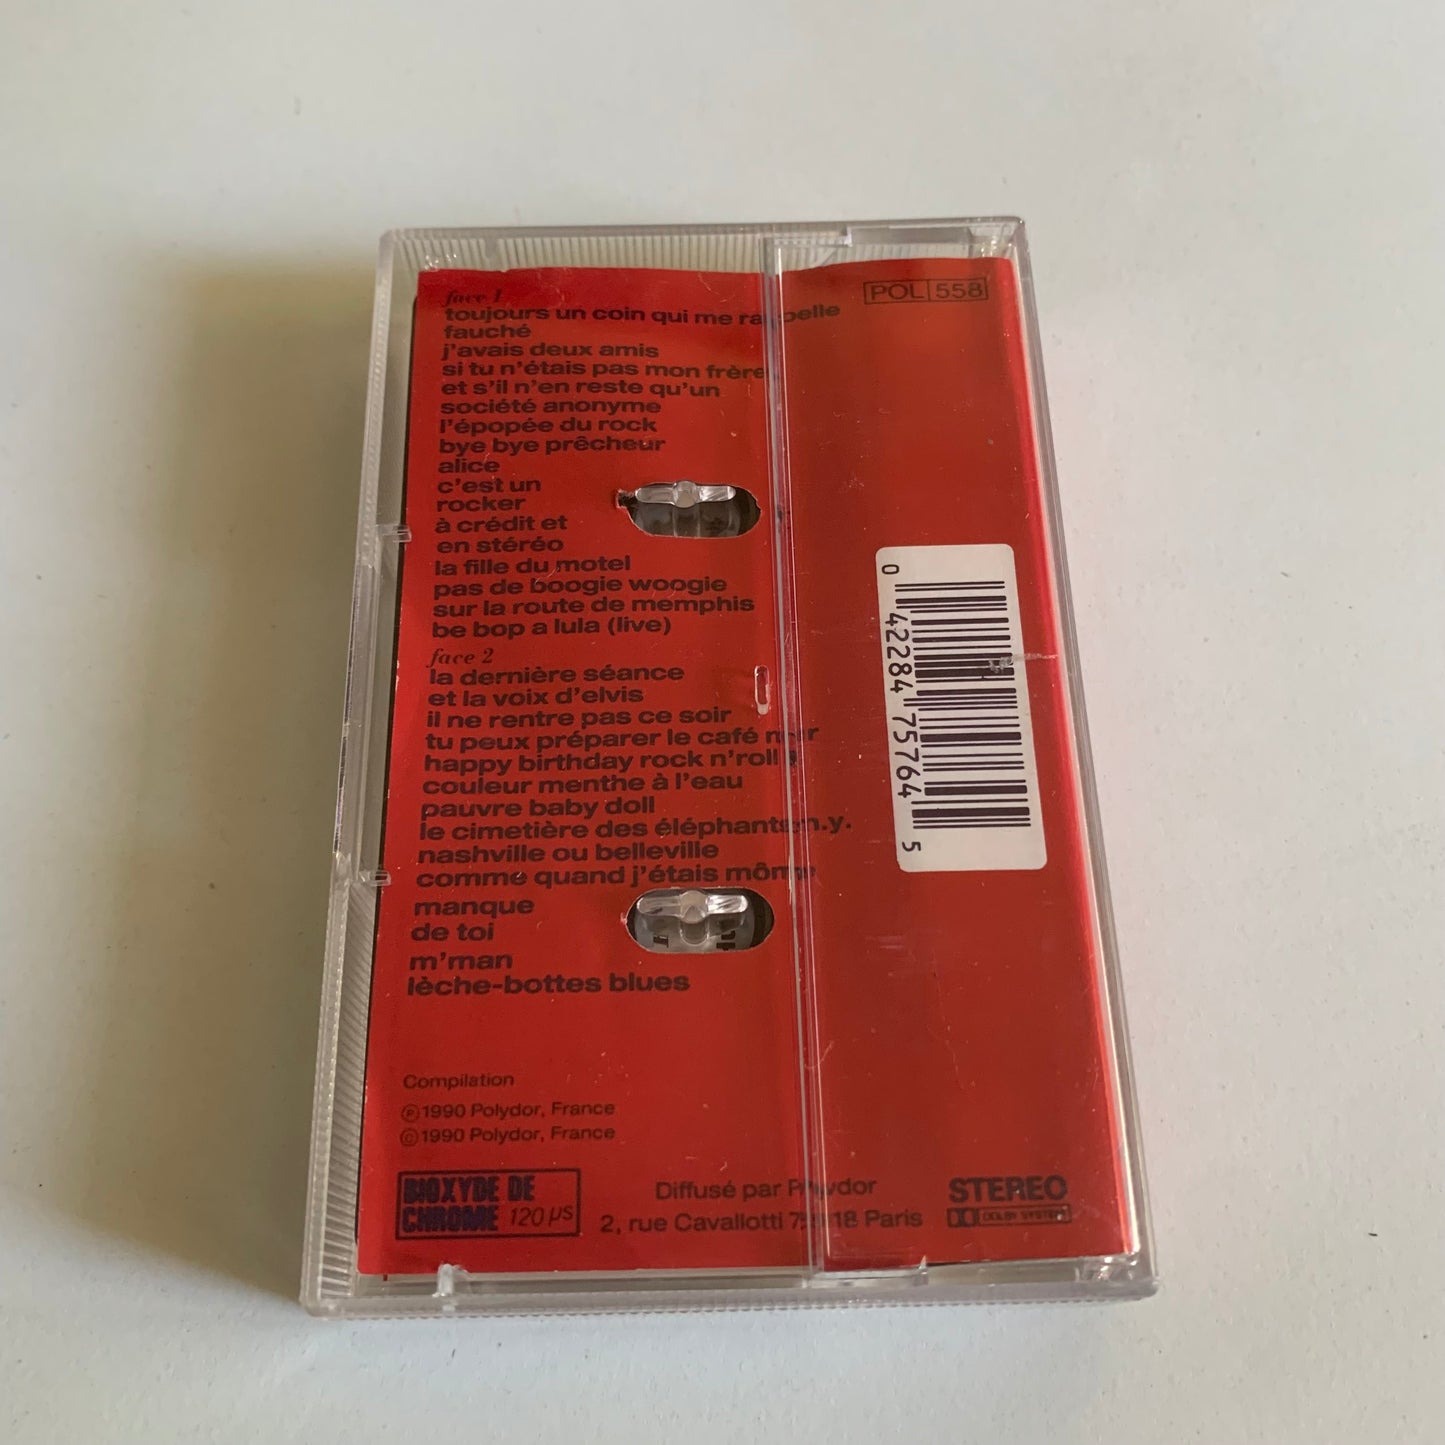 face 1
toujours un coin qui me rappelle
fauché
j'avais deux amis
si tu n'étais pas mon frère
et s'il n'en reste qu'un
société anonyme
l'épopée du rock
bye bye prêcheur
alice
c'est un
rocker
à crédit et
en stéréo
la fille du motel
pas de boogie woogie
sur la route de memphis
be bop a lula (live)
face 2
la dernière séance
et la voix d'elvis
il ne rentre pas ce soir
tu peux préparer le café noir
happy birthday rock n'roll
couleur menthe à l'eau
pauvre baby doll
le cimetière des éléphants n.y.
nashville ou belleville
comme quand j'étais môme
manque
de toi
m'man
lèche-bottes blues
Compilation
℗ 1990 Polydor, France
© 1990 Polydor, France
BIOXYDE DE
CHROME 120 µs
Diffusé par Polydor
2, rue Cavallotti 75018 Paris
STEREO
DOLBY SYSTEM
POL 558
0 42284 75764 5